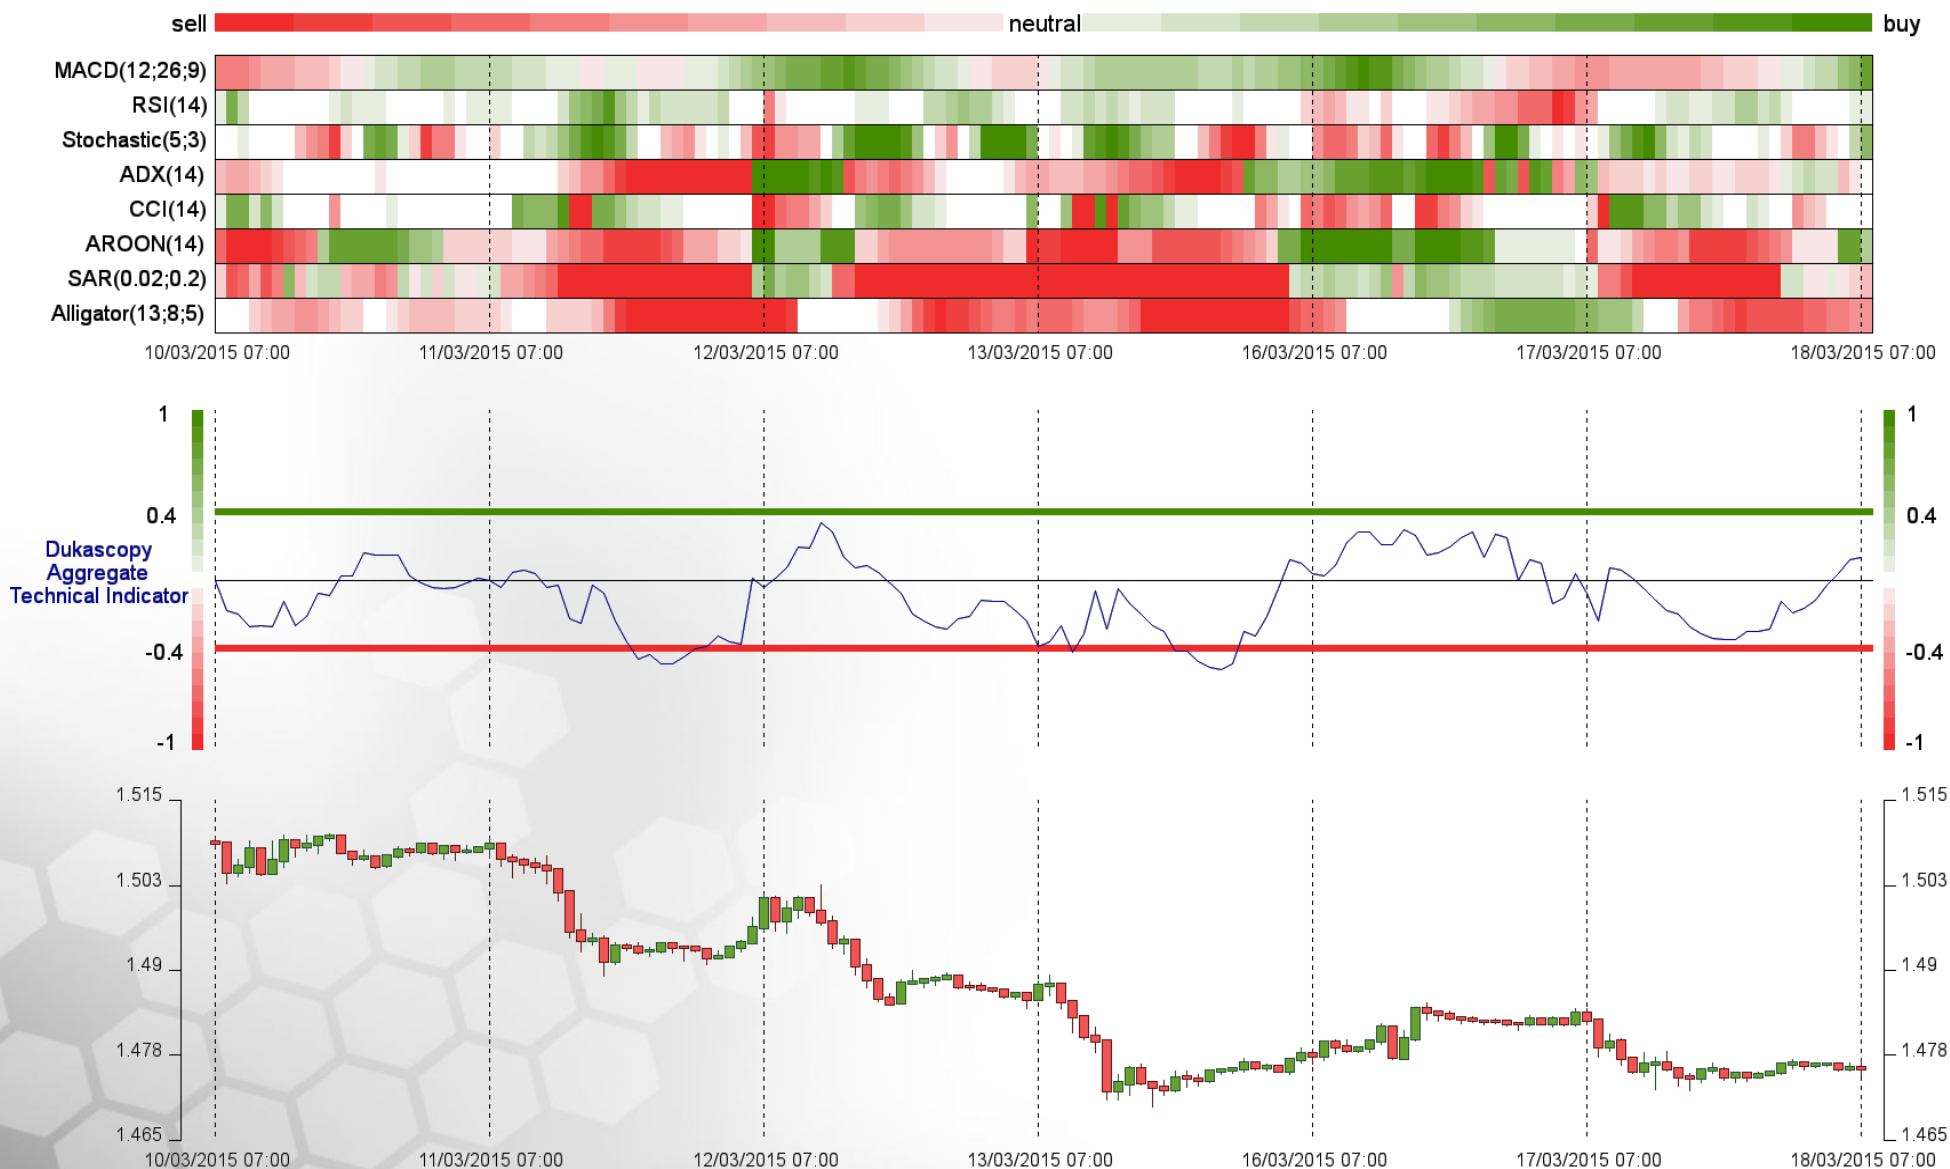 sell neutral buy
MACD(12;26;9)
RSI(14)
Stochastic(5;3)
ADX(14)
CCI(14)
AROON(14)
SAR(0.02;0.2)
Alligator(13;8;5)
10/03/2015 07:00 11/03/2015 07:00 12/03/2015 07:00 13/03/2015 07:00 16/03/2015 07:00 17/03/2015 07:00 18/03/2015 07:00
1 1
0.4 0.4
Dukascopy
Aggregate
Technical Indicator
-0.4 -0.4
-1 -1
1.515 1.515
1.503 1.503
1.49 1.49
1.478 1.478
1.465 1.465
10/03/2015 07:00 11/03/2015 07:00 12/03/2015 07:00 13/03/2015 07:00 16/03/2015 07:00 17/03/2015 07:00 18/03/2015 07:00